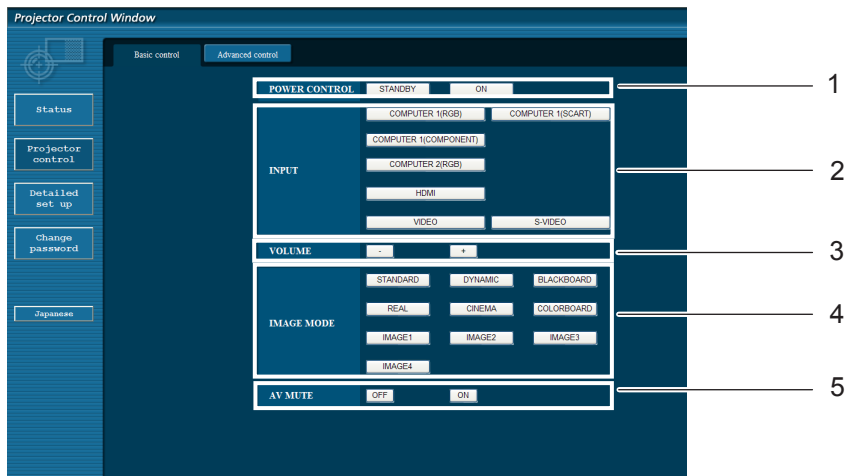 Projector Control Window
Basic control Advanced control
POWER CONTROL STANDBY ON 1
Status
COMPUTER 1(RGB) COMPUTER 1(SCART)
Projector control
COMPUTER 1(COMPONENT)
INPUT COMPUTER 2(RGB) 2
Detailed set up
HDMI
VIDEO S-VIDEO
Change password
VOLUME - + 3
STANDARD DYNAMIC BLACKBOARD
Japanese
REAL CINEMA COLORBOARD 4
IMAGE MODE
IMAGE1 IMAGE2 IMAGE3
IMAGE4
AV MUTE OFF ON 5